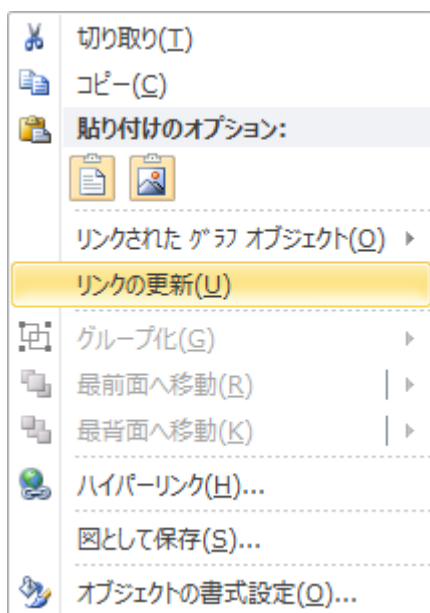 切り取り(T)
コピー(C)
貼り付けのオプション:
リンクされた グラフ オブジェクト(O)
リンクの更新(U)
グループ化(G)
最前面へ移動(R)
最背面へ移動(K)
ハイパーリンク(H)...
図として保存(S)...
オブジェクトの書式設定(O)...